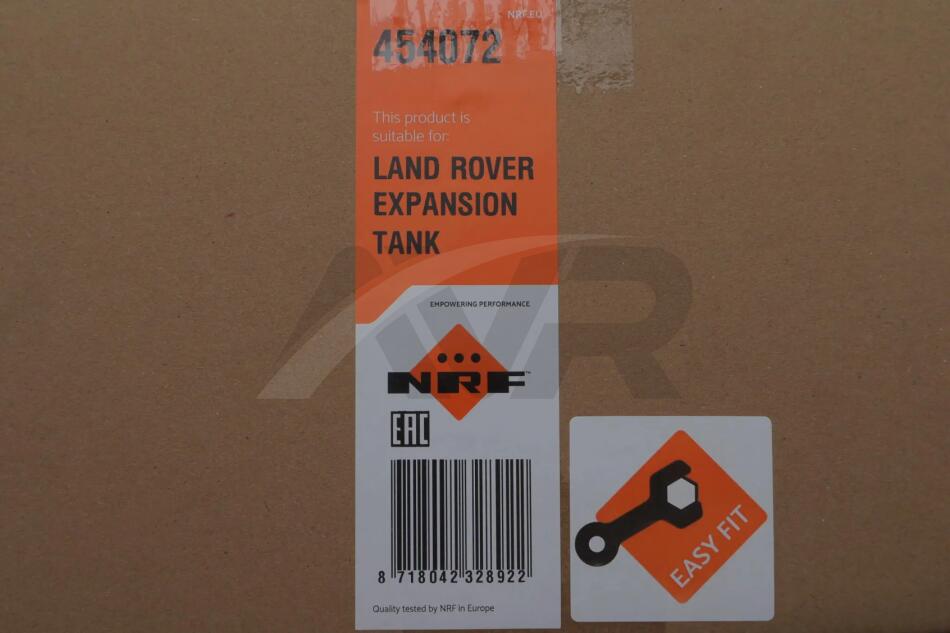 NRF.EU
454072
This product is
suitable for:
LAND ROVER
EXPANSION
TANK
EMPOWERING PERFORMANCE
NRF™
EAC
8 718042 328922
Quality tested by NRF in Europe
EASY FIT